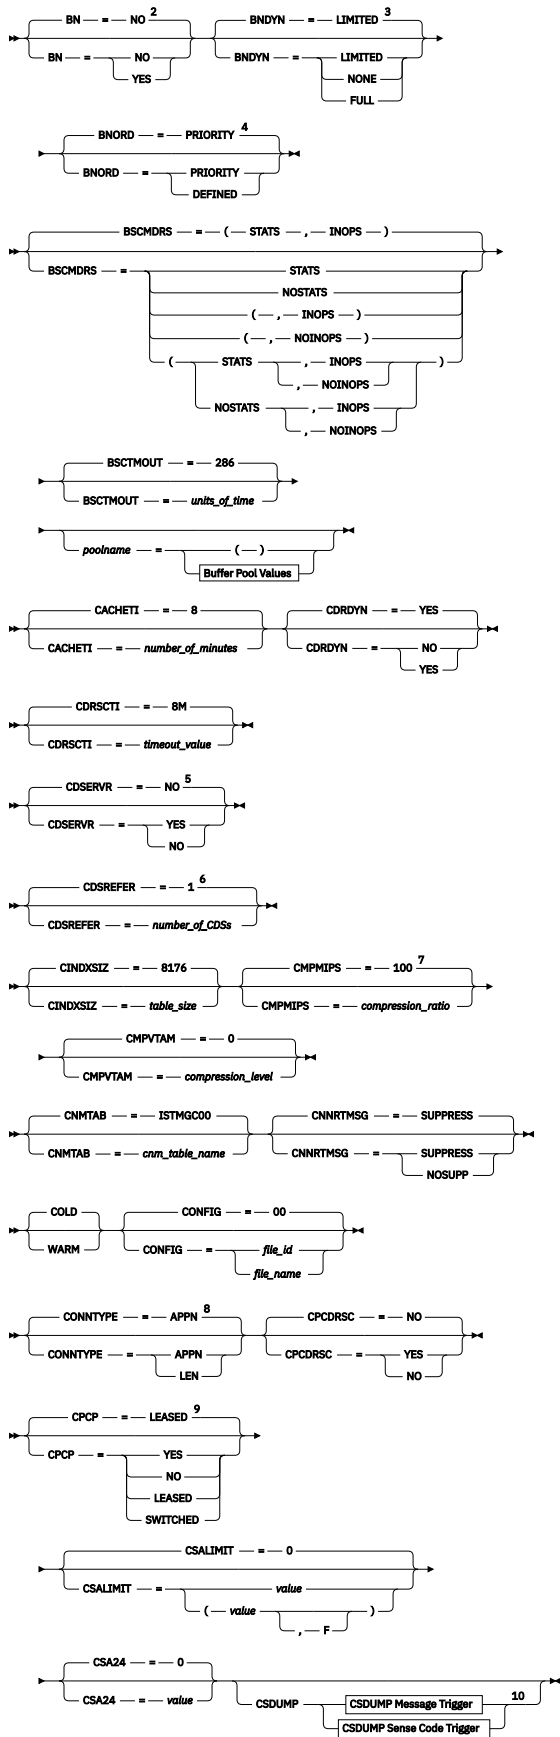 BN = NO 2 BNDYN = LIMITED 3
BN = NO BNDYN = LIMITED
YES NONE
FULL
BNORD = PRIORITY 4
BNORD = PRIORITY
DEFINED
BSCMDRS = ( STATS , INOPS )
BSCMDRS = STATS
NOSTATS
( , INOPS )
( , NOINOPS )
( STATS , INOPS )
, NOINOPS
NOSTATS , INOPS
, NOINOPS
BSCTMOUT = 286
BSCTMOUT = units_of_time
poolname = ( )
Buffer Pool Values
CACHETI = 8 CDRDYN = YES
CACHETI = number_of_minutes CDRDYN = NO
YES
CDRSCTI = 8M
CDRSCTI = timeout_value
CDSERVR = NO 5
CDSERVR = YES
NO
CDSREFER = 1 6
CDSREFER = number_of_CDSs
CINDXSIZ = 8176 CMPMIPS = 100 7
CINDXSIZ = table_size CMPMIPS = compression_ratio
CMPVTAM = 0
CMPVTAM = compression_level
CNMTAB = ISTMGC00 CNNRTMSG = SUPPRESS
CNMTAB = cnm_table_name CNNRTMSG = SUPPRESS
NOSUPP
COLD CONFIG = 00
WARM CONFIG = file_id
file_name
CONNTYPE = APPN 8 CPCDRSC = NO
CONNTYPE = APPN CPCDRSC = YES
LEN NO
CPCP = LEASED 9
CPCP = YES
NO
LEASED
SWITCHED
CSALIMIT = 0
CSALIMIT = value
( value )
, F
CSA24 = 0
CSA24 = value CSDUMP CSDUMP Message Trigger 10
CSDUMP Sense Code Trigger